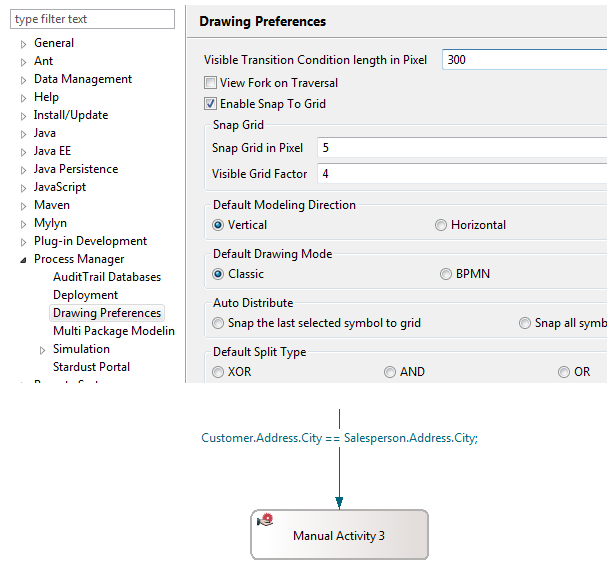 type filter text
General
Ant
Data Management
Help
Install/Update
Java
Java EE
Java Persistence
JavaScript
Maven
Mylyn
Plug-in Development
Process Manager
AuditTrail Databases
Deployment
Drawing Preferences
Multi Package Modelin
Simulation
Stardust Portal
Drawing Preferences
Visible Transition Condition length in Pixel 300
View Fork on Traversal
Enable Snap To Grid
Snap Grid
Snap Grid in Pixel 5
Visible Grid Factor 4
Default Modeling Direction
Vertical Horizontal
Default Drawing Mode
Classic BPMN
Auto Distribute
Snap the last selected symbol to grid Snap all symb
Default Split Type
XOR AND OR
Customer.Address.City == Salesperson.Address.City;
Manual Activity 3